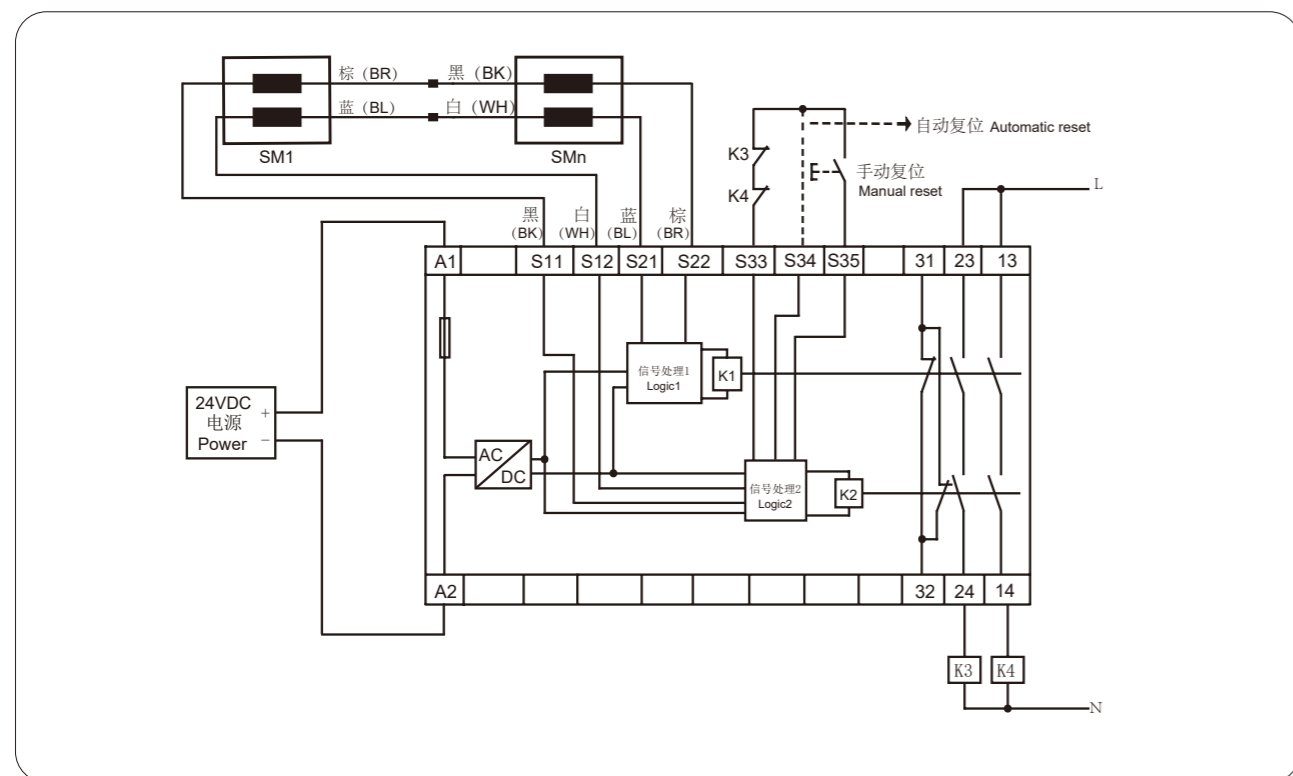 棕 (BR)
黑 (BK)
蓝 (BL)
白 (WH)
SM1
SMn
自动复位 Automatic reset
K3
手动复位
Manual reset
K4
L
黑
(BK)
白
(WH)
蓝
(BL)
棕
(BR)
A1
S11
S12
S21
S22
S33
S34
S35
31
23
13
信号处理1
Logic1
K1
24VDC
电源
Power
+
−
AC
DC
信号处理2
Logic2
K2
A2
32
24
14
K3
K4
N